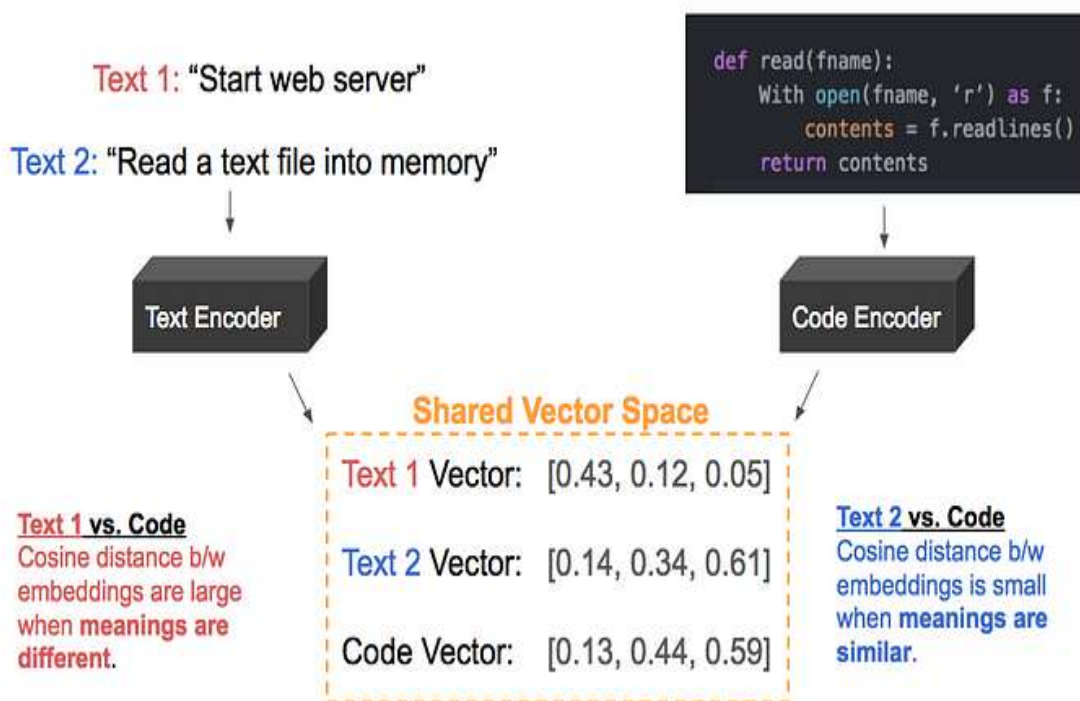 Text 1: “Start web server”
Text 2: “Read a text file into memory”
def read(fname):
With open(fname, ‘r’) as f:
contents = f.readlines()
return contents
Text Encoder
Code Encoder
Shared Vector Space
Text 1 Vector: [0.43, 0.12, 0.05]
Text 2 Vector: [0.14, 0.34, 0.61]
Code Vector: [0.13, 0.44, 0.59]
Text 1 vs. Code
Cosine distance b/w
embeddings are large
when meanings are
different.
Text 2 vs. Code
Cosine distance b/w
embeddings is small
when meanings are
similar.